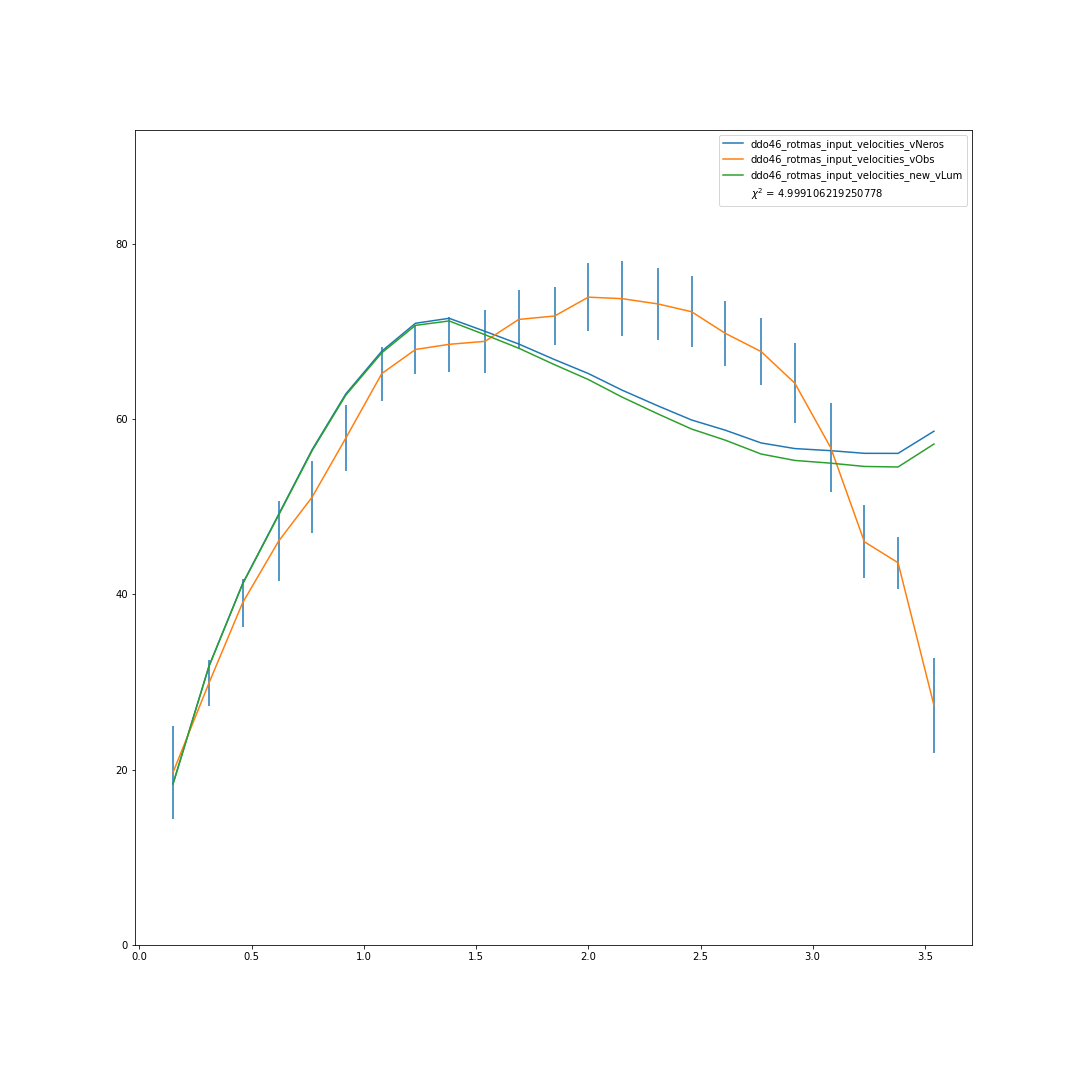 ddo46_rotmas_input_velocities_vNeros
ddo46_rotmas_input_velocities_vObs
ddo46_rotmas_input_velocities_new_vLum
χ² = 4.999106219250778
80
60
40
20
0
0.0 0.5 1.0 1.5 2.0 2.5 3.0 3.5